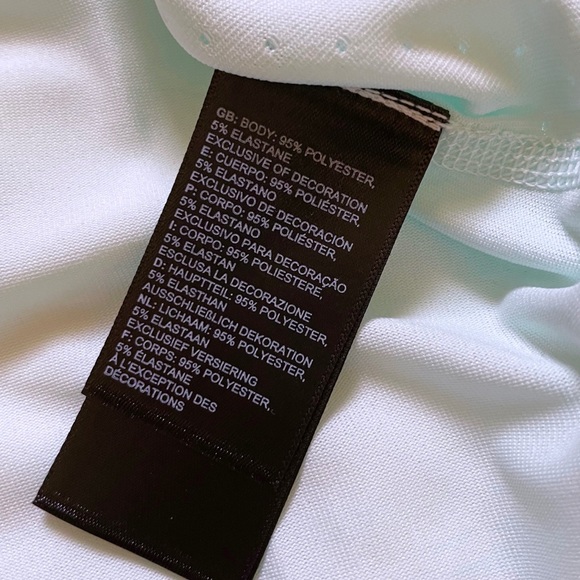 GB: BODY: 95% POLYESTER,
5% ELASTANE
EXCLUSIVE OF DECORATION
E: CUERPO: 95% POLIÉSTER,
5% ELASTANO
EXCLUSIVO DE DECORACIÓN
P: CORPO: 95% POLIÉSTER,
5% ELASTANO
EXCLUSIVO PARA DECORAÇÃO
I: CORPO: 95% POLIESTERE,
5% ELASTAN
ESCLUSA LA DECORAZIONE
D: HAUPTTEIL: 95% POLYESTER,
5% ELASTHAN
AUSSCHLIEßLICH DEKORATION
NL: LICHAAM: 95% POLYESTER,
5% ELASTAAN
EXCLUSIEF VERSIERING
F: CORPS: 95% POLYESTER,
5% ÉLASTANE
À L'EXCEPTION DES
DÉCORATIONS